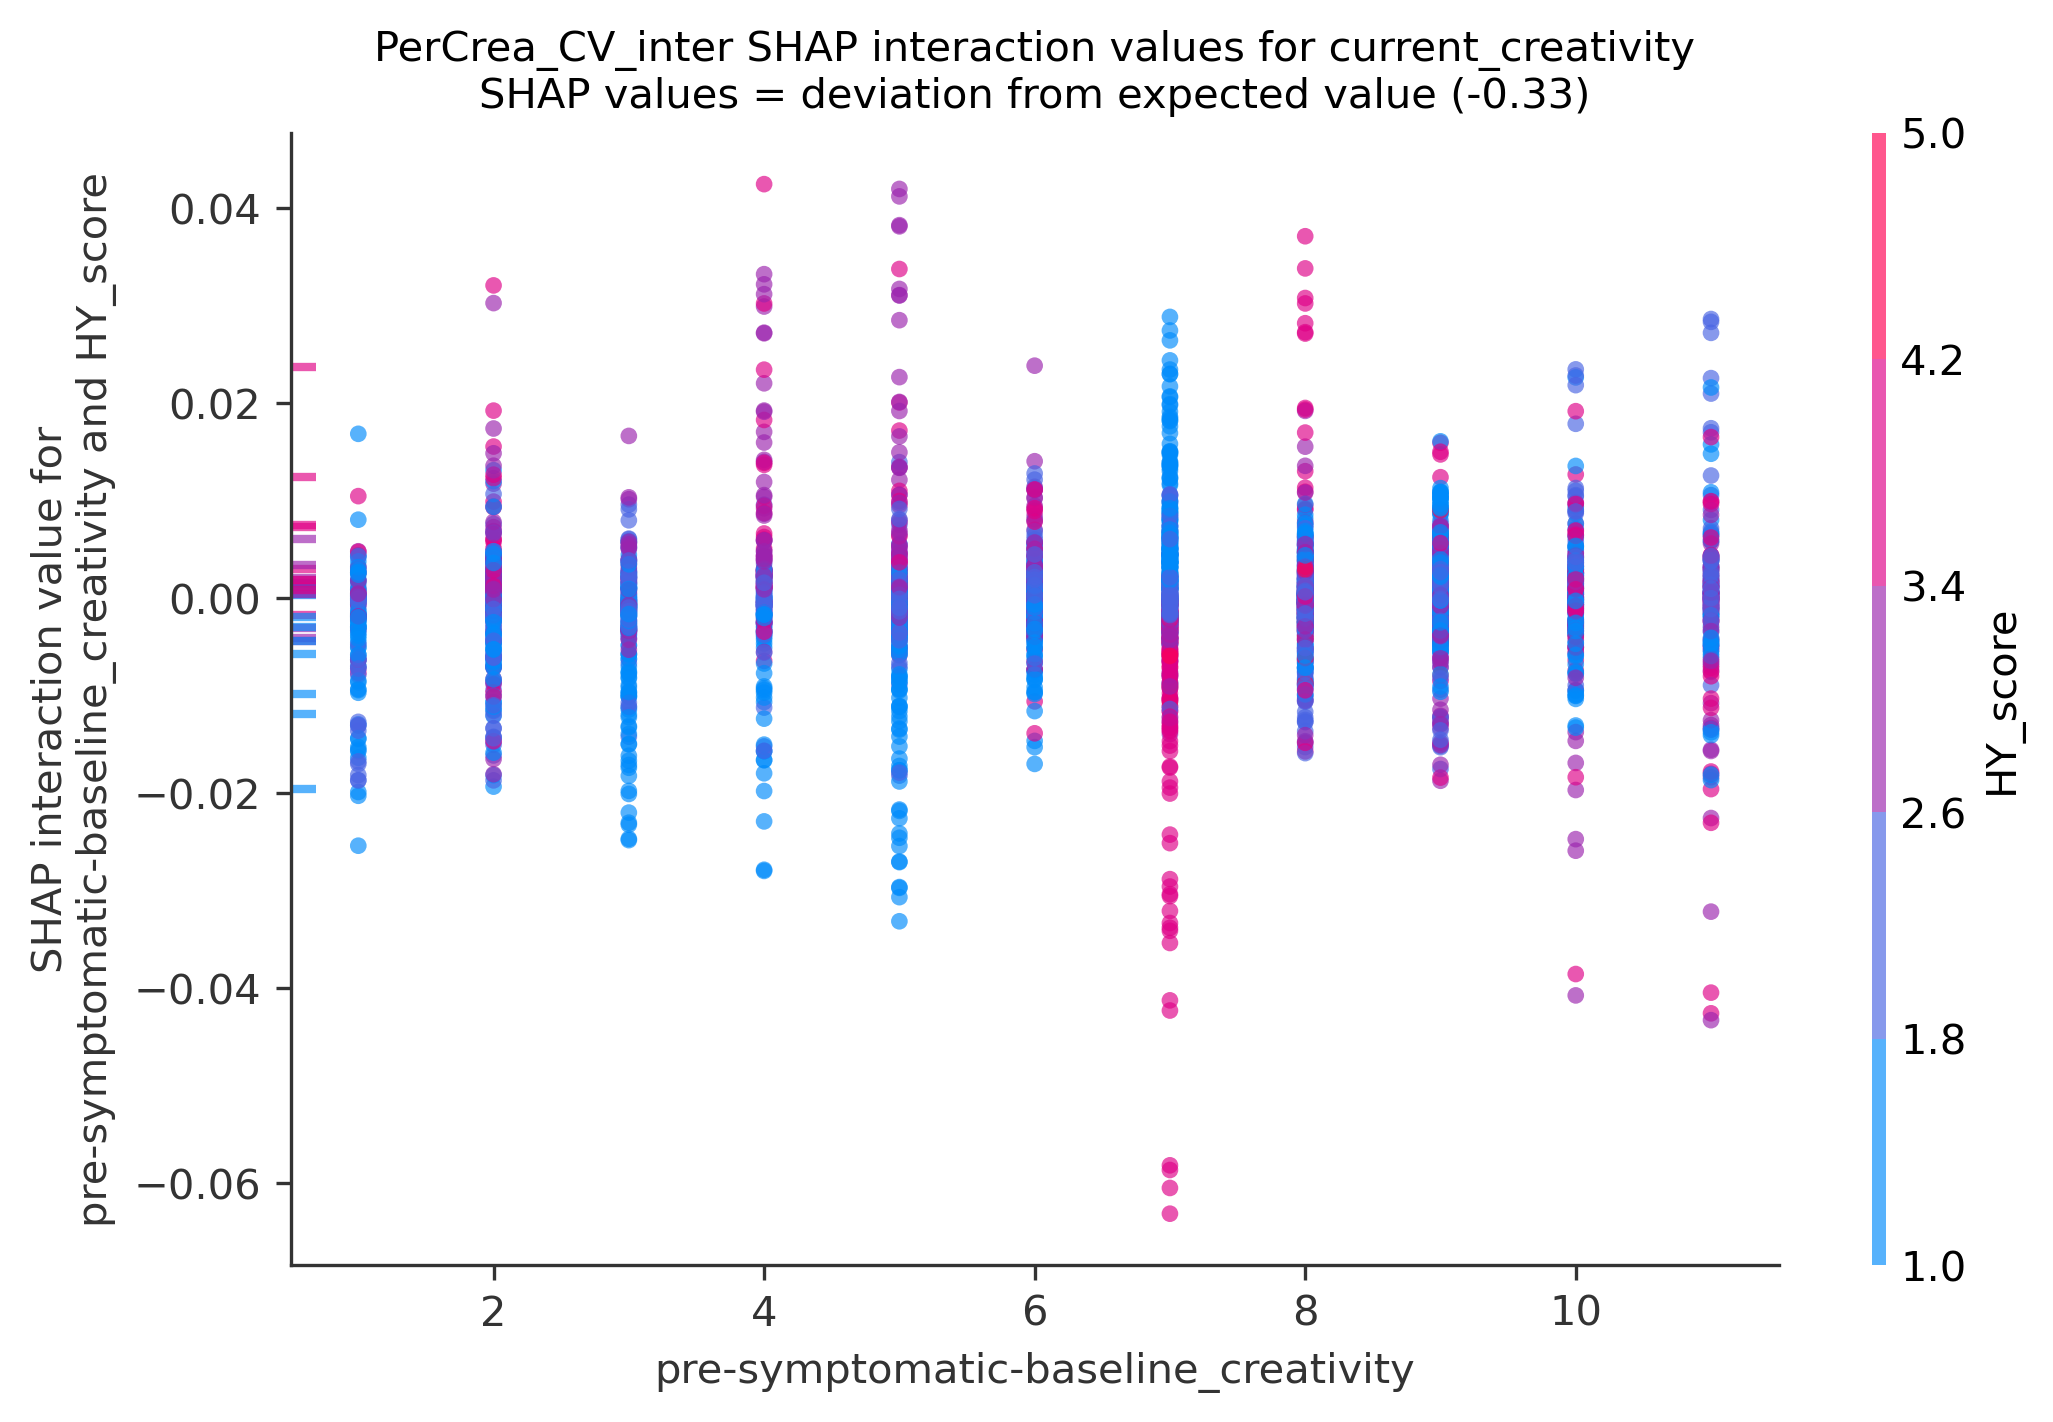 PerCrea_CV_inter SHAP interaction values for current_creativity
SHAP values = deviation from expected value (-0.33)
SHAP interaction value for
pre-symptomatic-baseline_creativity and HY_score
0.04
0.02
0.00
−0.02
−0.04
−0.06
2
4
6
8
10
pre-symptomatic-baseline_creativity
5.0
4.2
3.4
2.6
1.8
1.0
HY_score